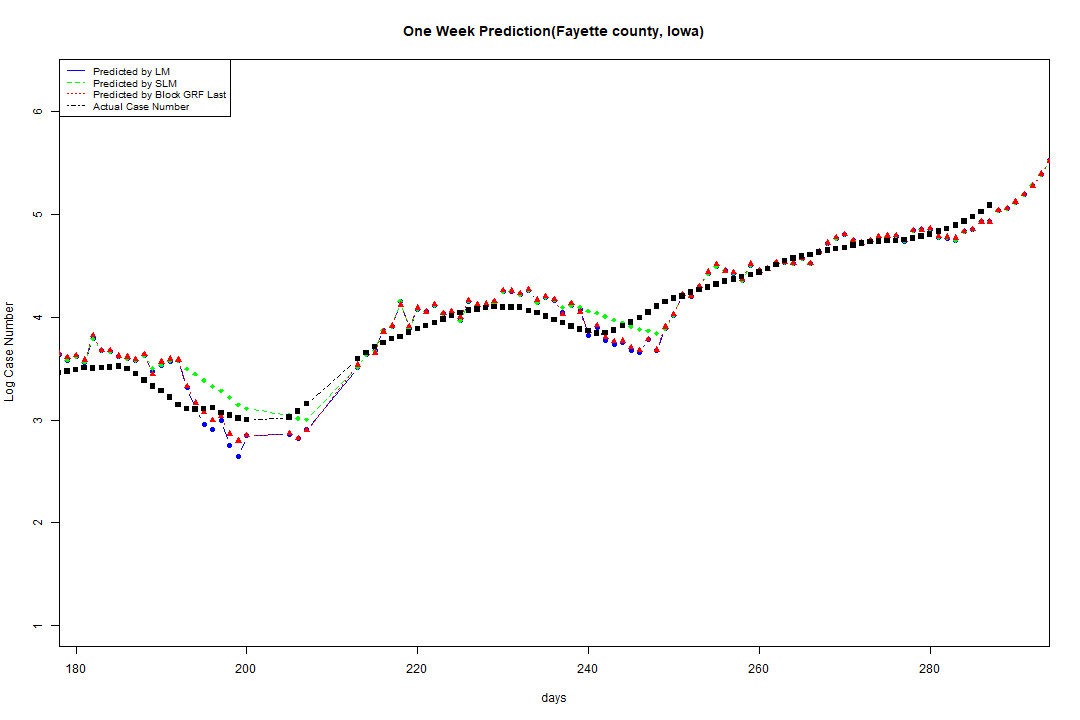 One Week Prediction(Fayette county, Iowa)
Predicted by LM
Predicted by SLM
Predicted by Block GRF Last
Actual Case Number
Log Case Number
6
5
4
3
2
1
180 200 220 240 260 280
days